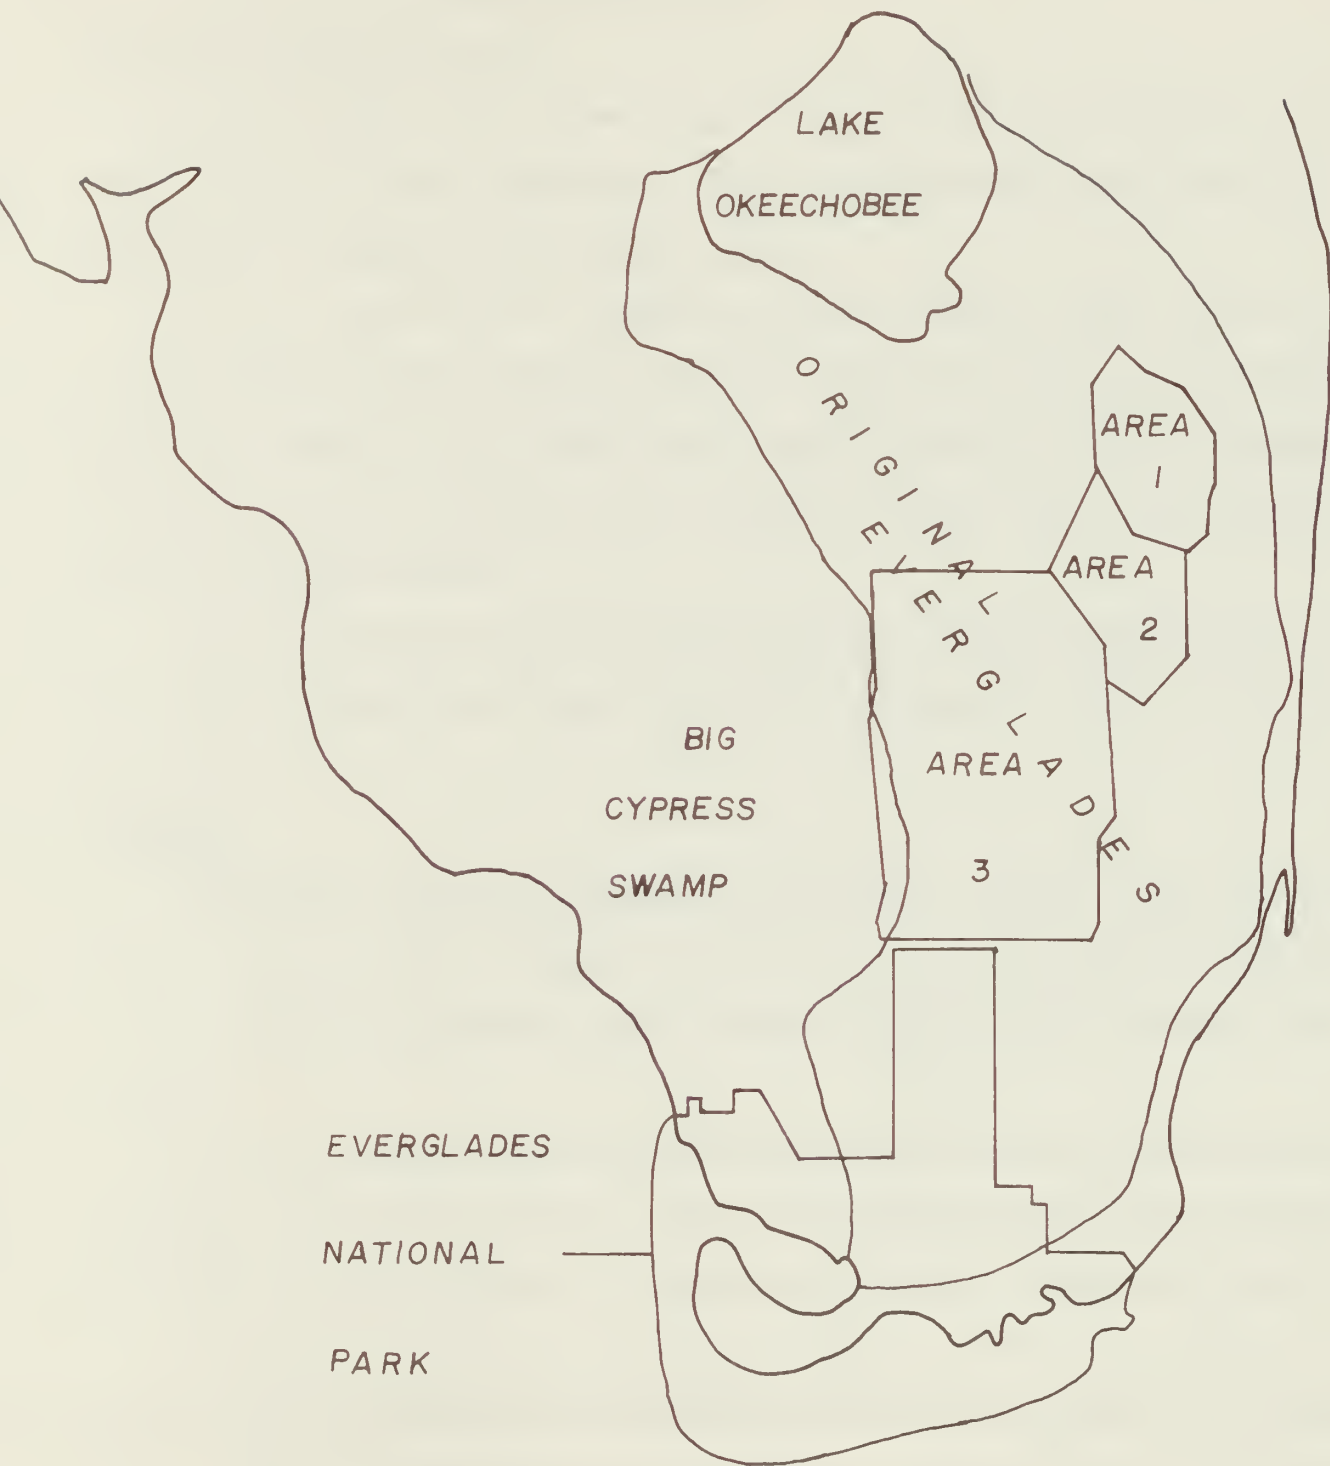 LAKE
OKEECHOBEE
ORIGINAL
EVERGLADES
AREA
1
AREA
2
AREA
3
BIG
CYPRESS
SWAMP
EVERGLADES
NATIONAL
PARK